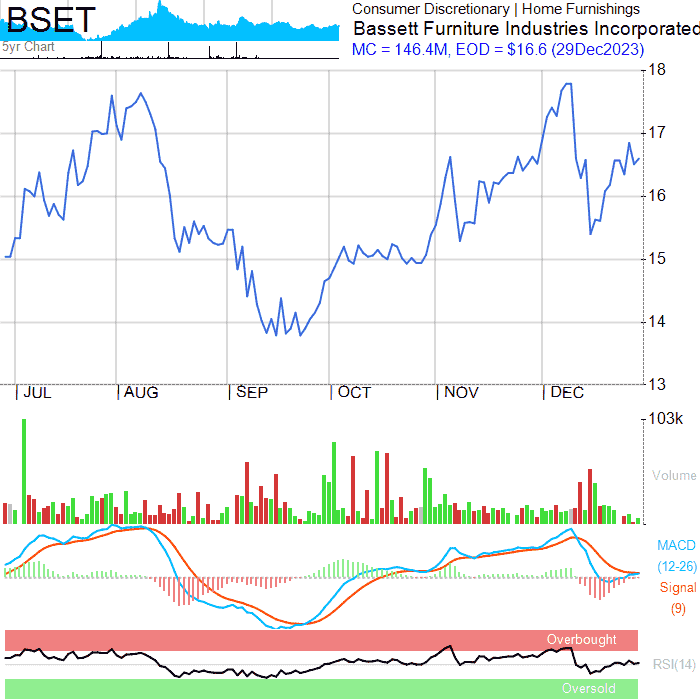 BSET
5yr Chart
Consumer Discretionary | Home Furnishings
Bassett Furniture Industries Incorporated
MC = 146.4M, EOD = $16.6 (29Dec2023)
18
17
16
15
14
13
JUL AUG SEP OCT NOV DEC
103k
Volume
MACD
(12-26)
Signal
(9)
Overbought
RSI(14)
Oversold